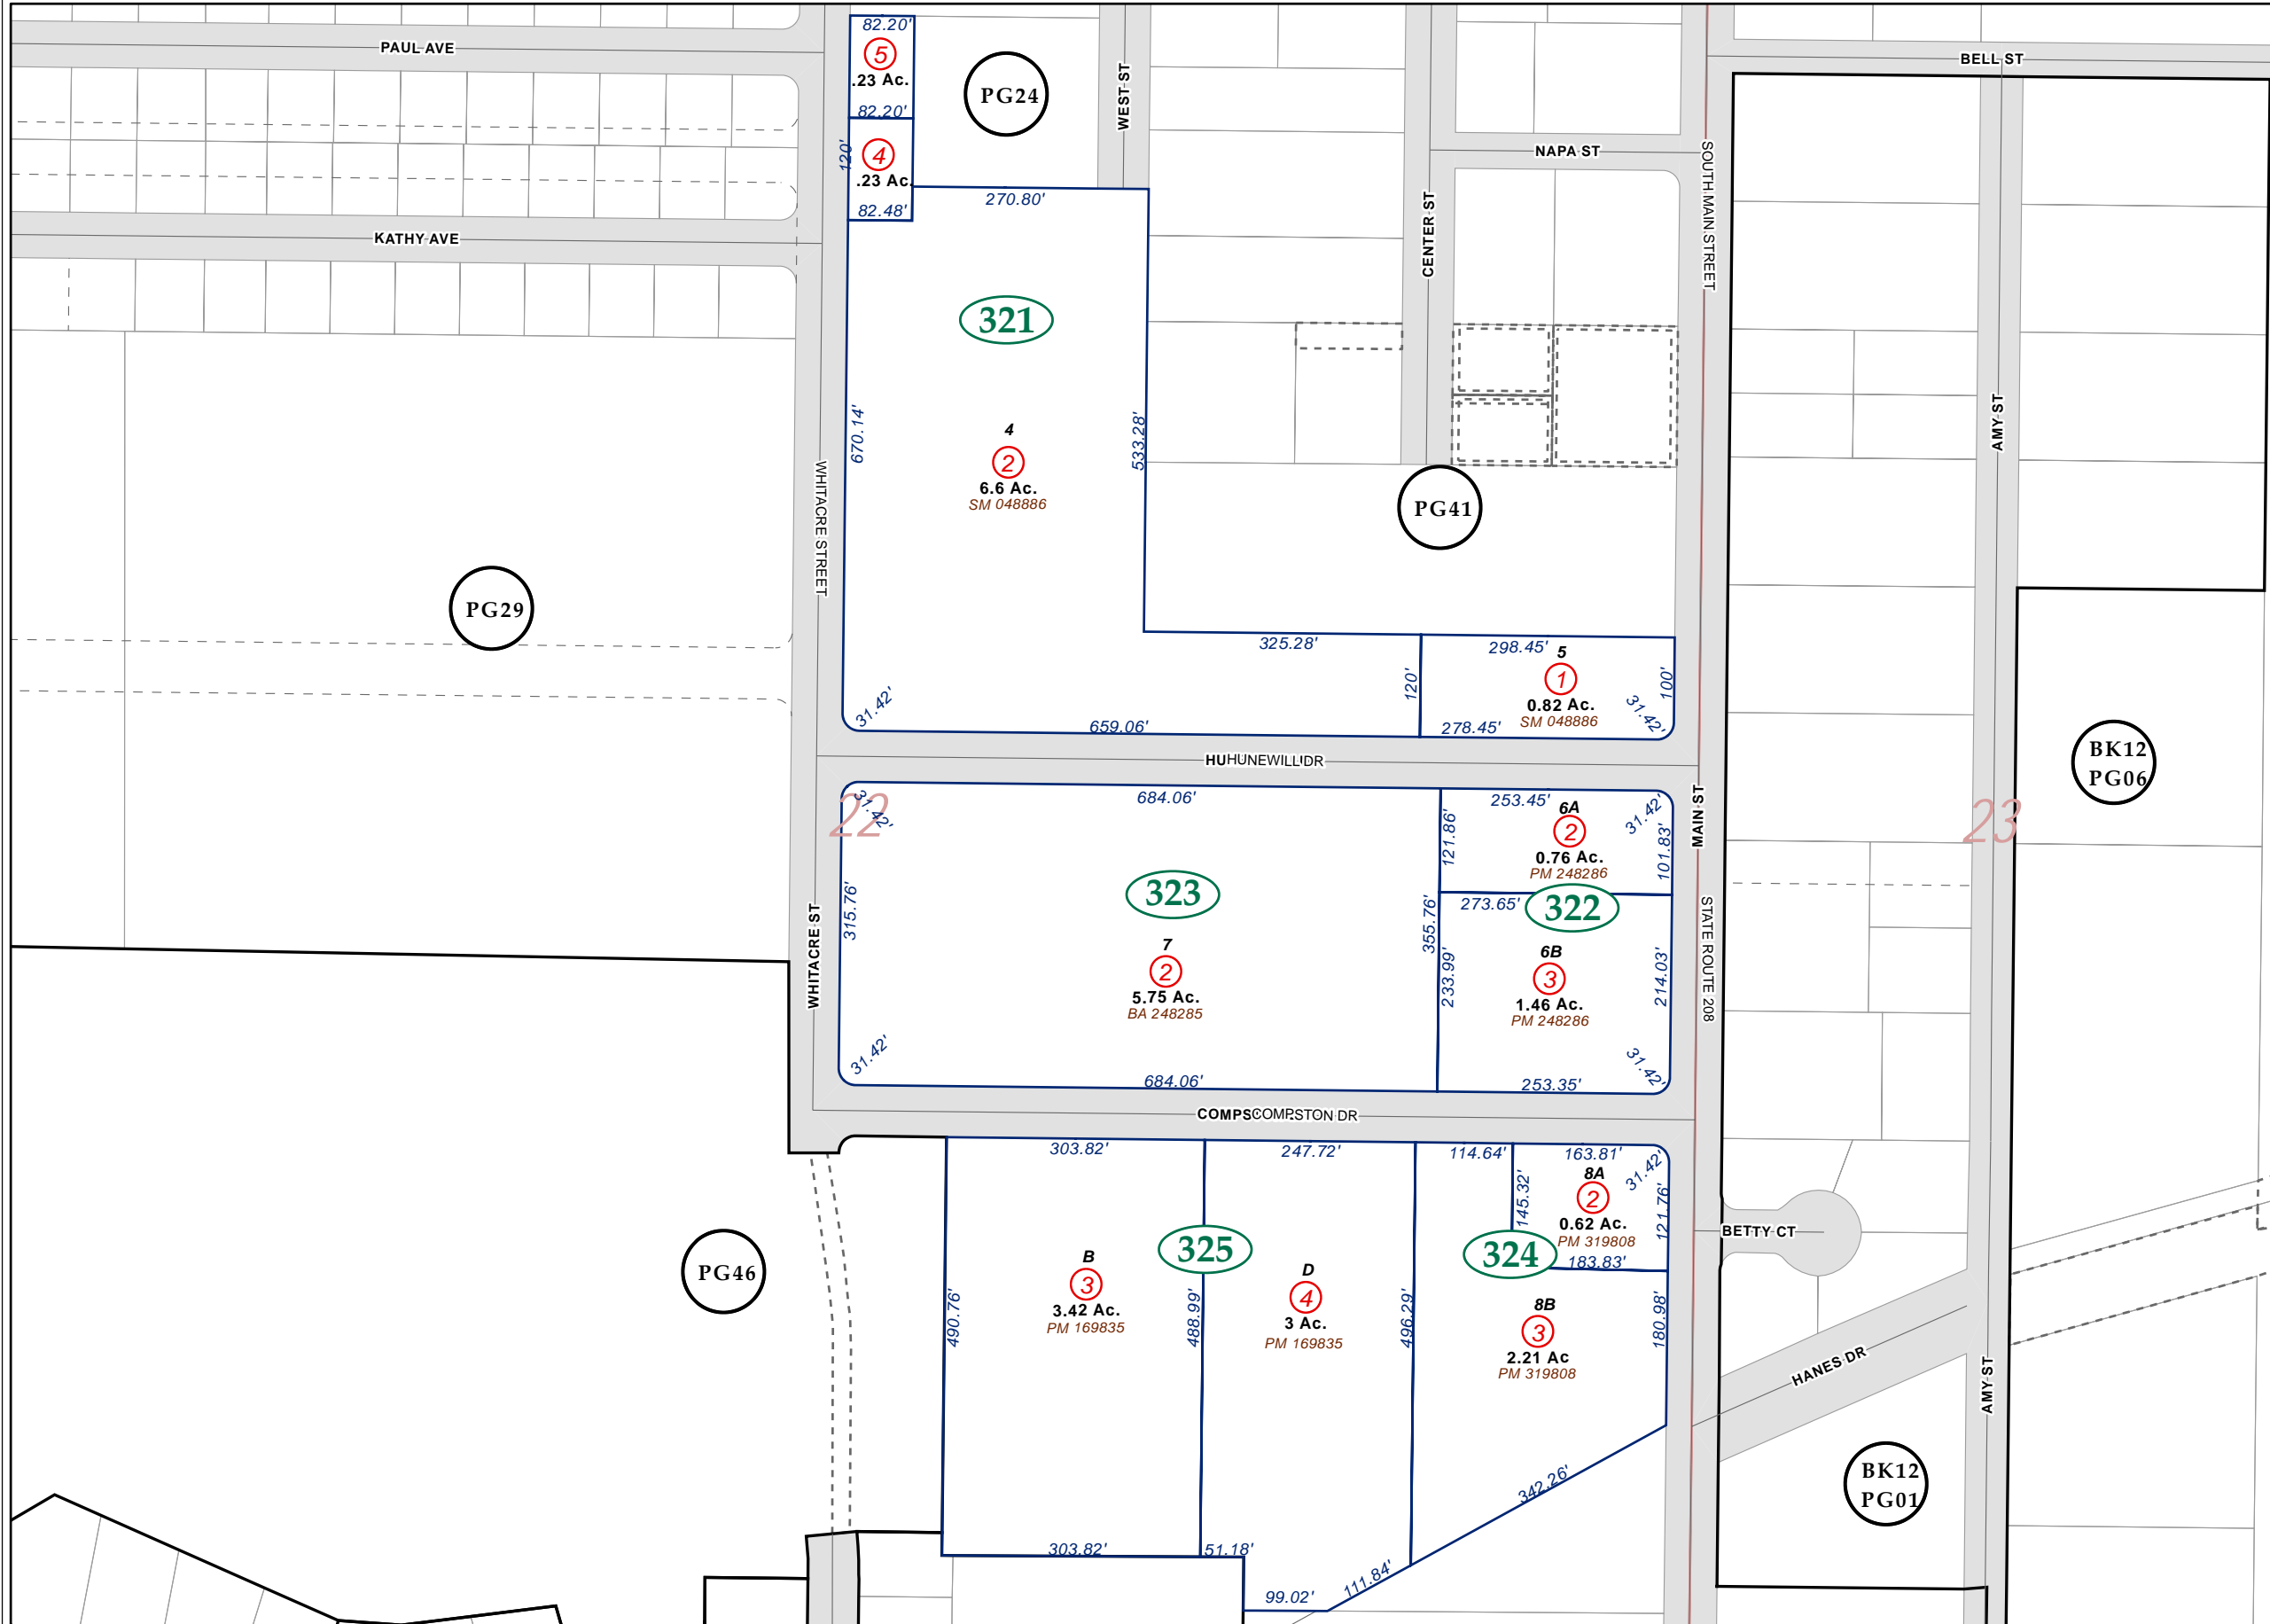 82.20'
5
.23 Ac.
82.20'
120'
4
.23 Ac.
82.48'
PAUL AVE
KATHY AVE
PG24
WEST ST
BELL ST
NAPA ST
CENTER ST
SOUTH MAIN STREET
AMY ST
270.80'
321
670.14'
533.28'
4
2
6.6 Ac.
SM 048886
WHITACRE STREET
PG29
PG41
325.28'
298.45'
5
1
0.82 Ac.
SM 048886
120'
100'
31.42'
31.42'
659.06'
278.45'
HUHUNEWILL DR
BK12
PG06
22
23
31.42'
684.06'
253.45'
6A
2
0.76 Ac.
PM 248286
31.42'
121.86'
101.83'
MAIN ST
315.76'
323
273.65'
322
355.76'
7
2
5.75 Ac.
BA 248285
233.99'
6B
3
1.46 Ac.
PM 248286
214.03'
WHITACRE ST
STATE ROUTE 208
31.42'
31.42'
684.06'
253.35'
COMPSCOMPSTON DR
303.82'
247.72'
114.64'
163.81'
31.42'
8A
2
0.62 Ac.
PM 319808
145.32'
121.76'
183.83'
BETTY CT
325
324
PG46
B
3
3.42 Ac.
PM 169835
D
4
3 Ac.
PM 169835
8B
3
2.21 Ac
PM 319808
490.76'
488.99'
496.29'
180.98'
HANES DR
AMY ST
BK12
PG01
342.26'
303.82'
51.18'
111.84'
99.02'